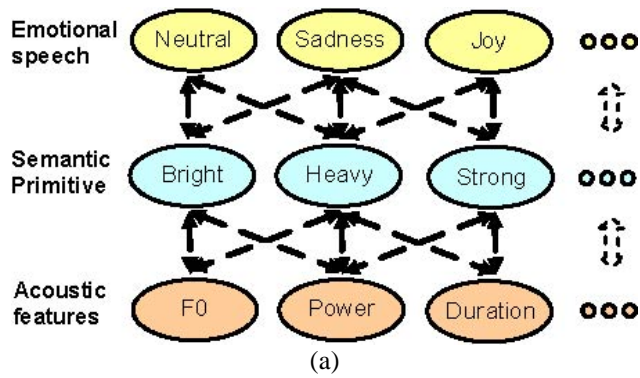 Emotional
speech
Neutral Sadness Joy
Semantic
Primitive
Bright Heavy Strong
Acoustic
features
F0 Power Duration
(a)